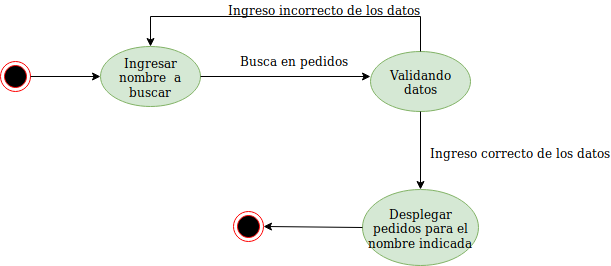 Ingreso incorrecto de los datos
Ingresar
nombre a
buscar
Busca en pedidos
Validando
datos
Ingreso correcto de los datos
Desplegar
pedidos para el
nombre indicada